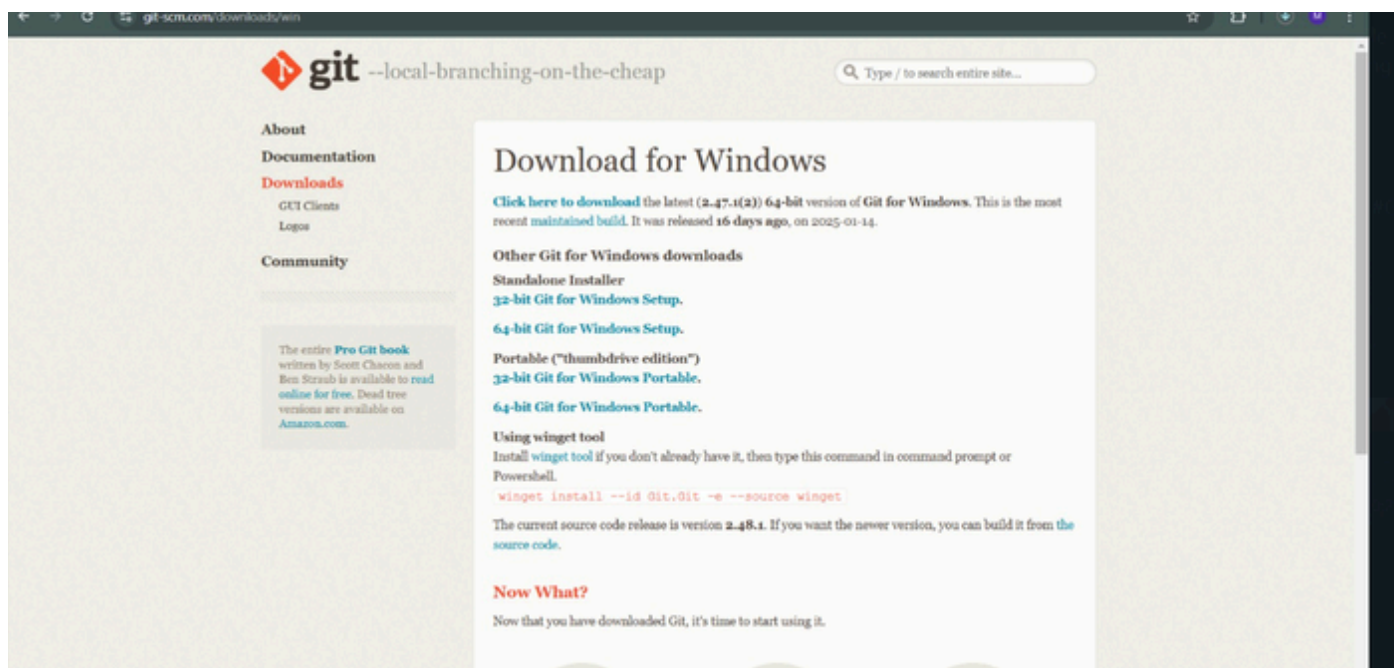 git-scm.com/downloads/win
M
git --local-branching-on-the-cheap
Type / to search entire site...
About
Documentation
Downloads
GUI Clients
Logos
Community
The entire Pro Git book
written by Scott Chacon and
Ben Straub is available to read
online for free. Dead tree
versions are available on
Amazon.com.
Download for Windows
Click here to download the latest (2.47.1(2)) 64-bit version of Git for Windows. This is the most
recent maintained build. It was released 16 days ago, on 2025-01-14.
Other Git for Windows downloads
Standalone Installer
32-bit Git for Windows Setup.
64-bit Git for Windows Setup.
Portable ("thumbdrive edition")
32-bit Git for Windows Portable.
64-bit Git for Windows Portable.
Using winget tool
Install winget tool if you don't already have it, then type this command in command prompt or
Powershell.
winget install --id Git.Git -e --source winget
The current source code release is version 2.48.1. If you want the newer version, you can build it from the
source code.
Now What?
Now that you have downloaded Git, it's time to start using it.